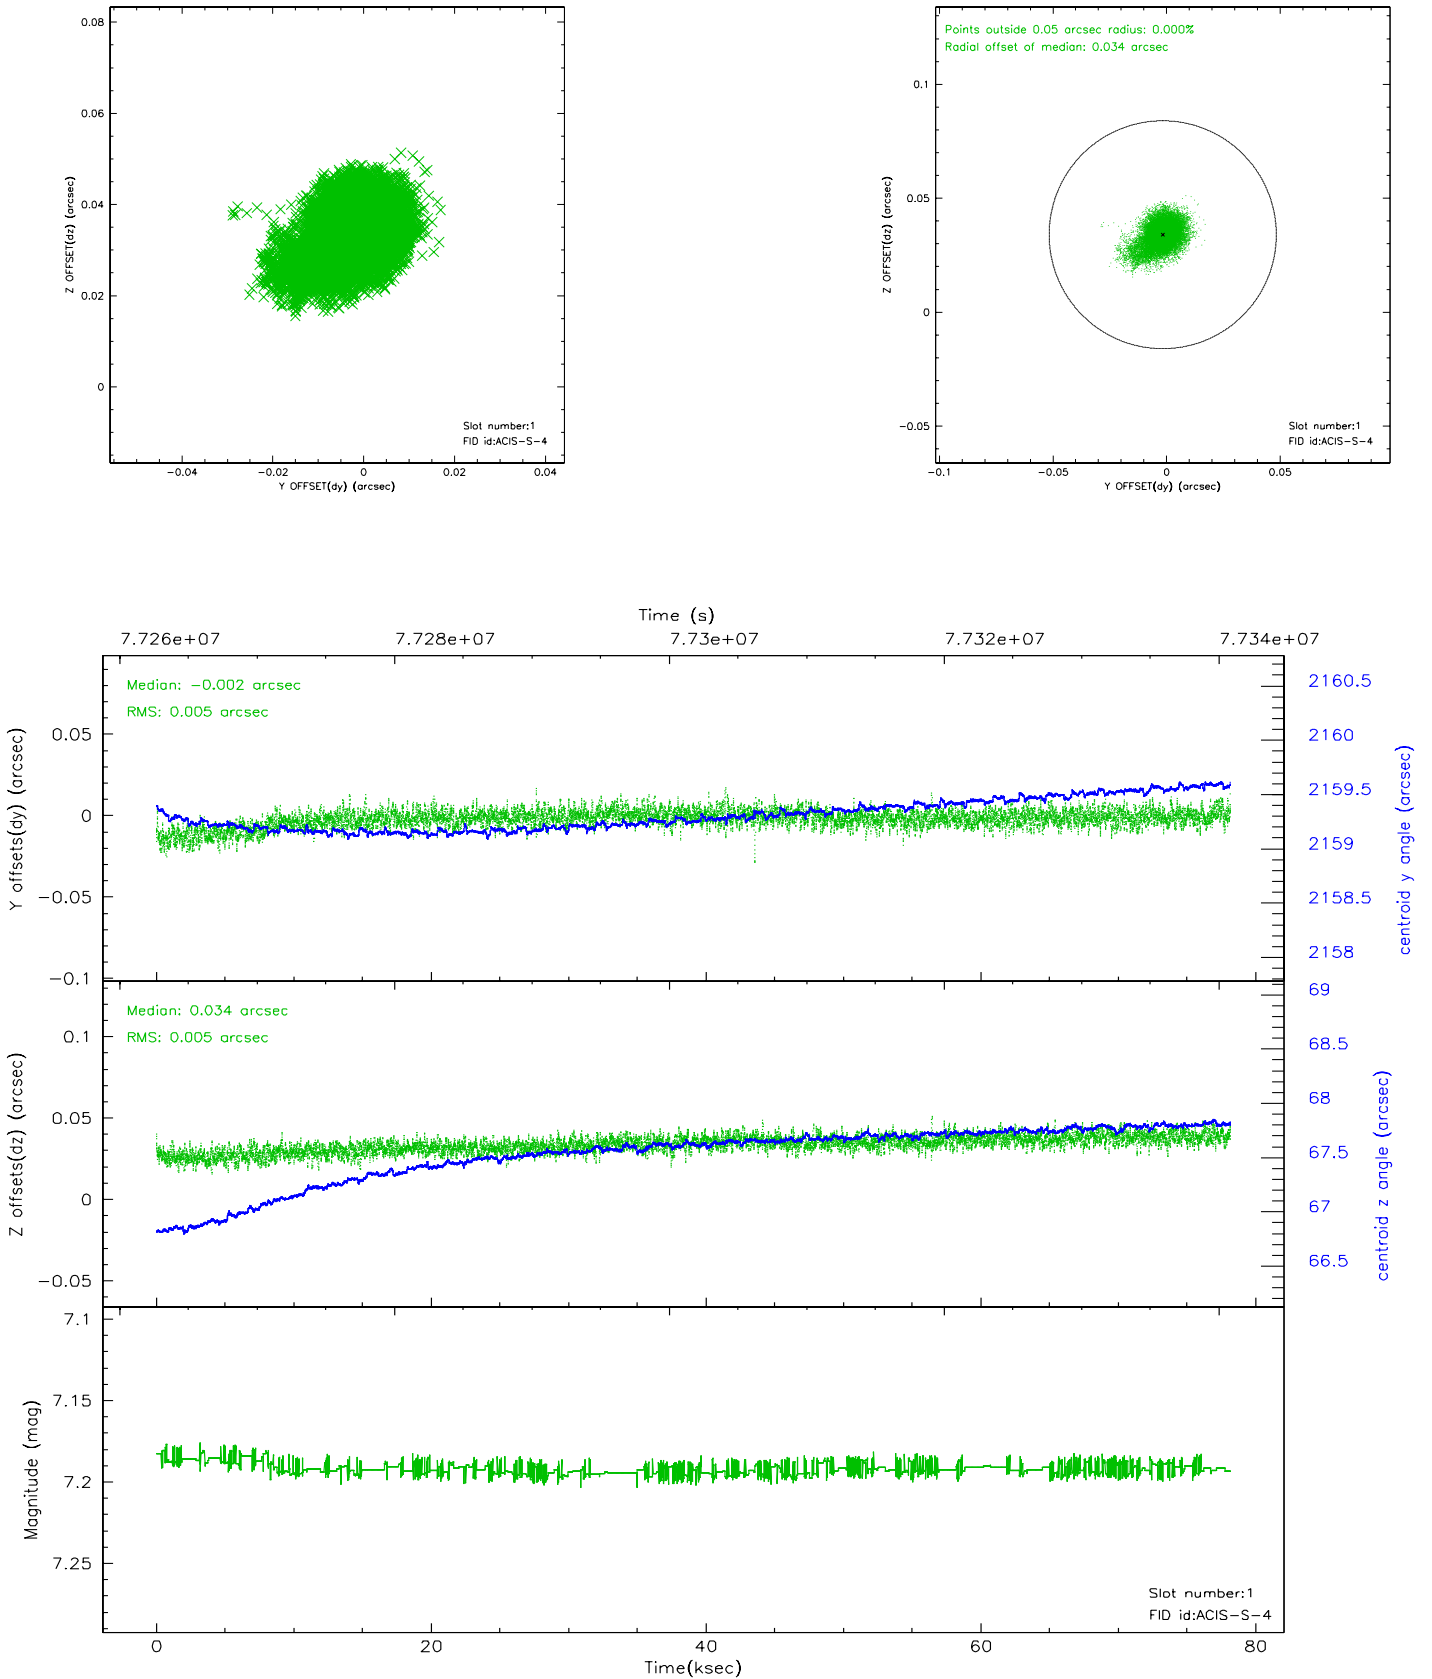 0.08
0.06
0.04
0.02
0
Z OFFSET(dz) (arcsec)
Slot number:1
FID id:ACIS-S-4
-0.04
-0.02
0
0.02
0.04
Y OFFSET(dy) (arcsec)
Points outside 0.05 arcsec radius: 0.000%
Radial offset of median: 0.034 arcsec
0.1
0.05
0
-0.05
Z OFFSET(dz) (arcsec)
Slot number:1
FID id:ACIS-S-4
-0.1
-0.05
0
0.05
Y OFFSET(dy) (arcsec)
Time (s)
7.726e+07
7.728e+07
7.73e+07
7.732e+07
7.734e+07
Median: -0.002 arcsec
RMS: 0.005 arcsec
0.05
0
-0.05
-0.1
Y offsets(dy) (arcsec)
2160.5
2160
2159.5
2159
2158.5
2158
centroid y angle (arcsec)
Median: 0.034 arcsec
RMS: 0.005 arcsec
0.1
0.05
0
-0.05
Z offsets(dz) (arcsec)
69
68.5
68
67.5
67
66.5
centroid z angle (arcsec)
7.1
7.15
7.2
7.25
Magnitude (mag)
Slot number:1
FID id:ACIS-S-4
0
20
40
60
80
Time(ksec)